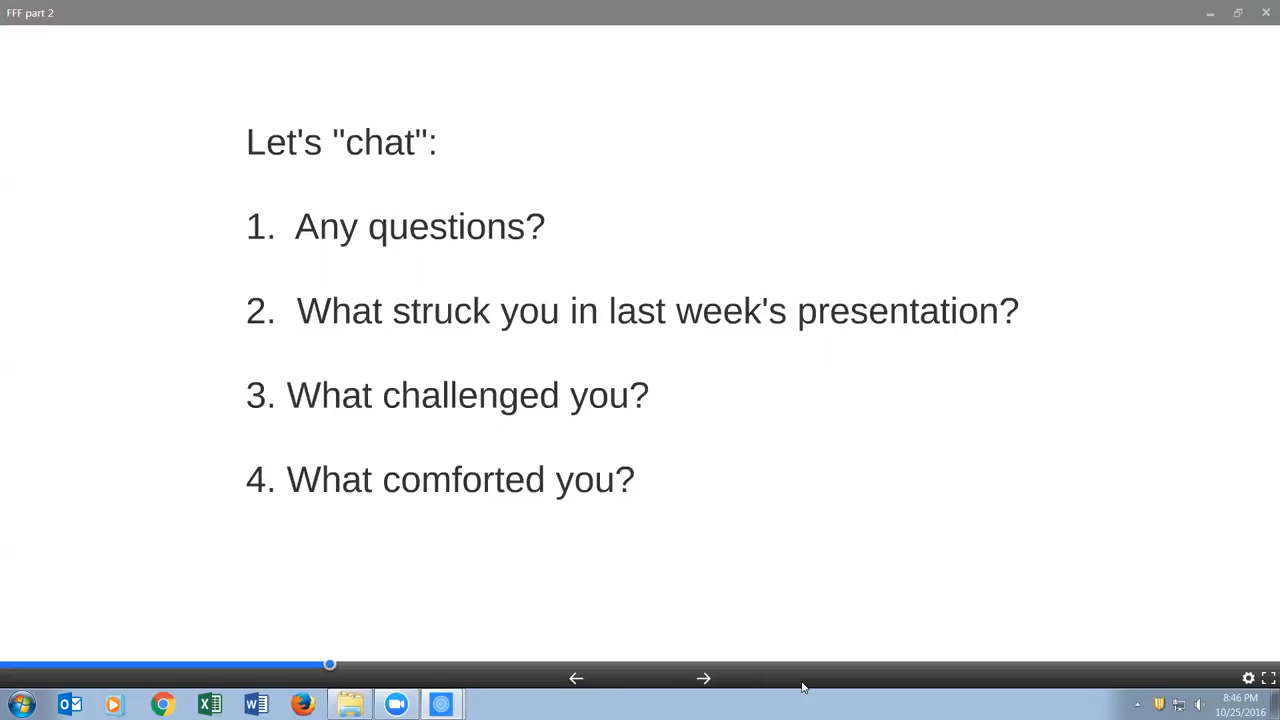 FFF part 2
Let's "chat":
1. Any questions?
2. What struck you in last week's presentation?
3. What challenged you?
4. What comforted you?
8:46 PM
10/25/2016